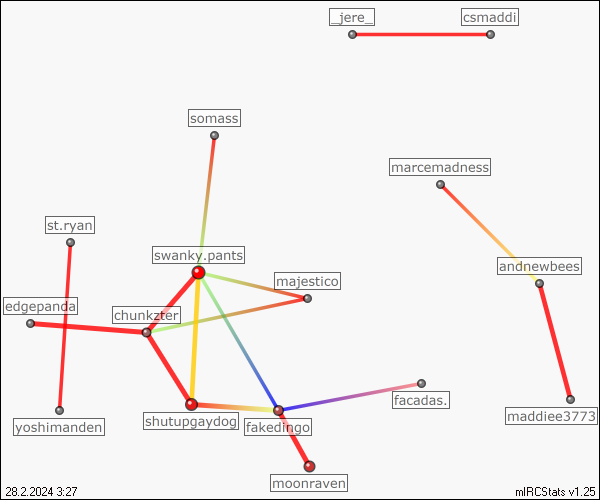 _jere_
csmaddi
somass
marcemadness
st.ryan
swanky.pants
andnewbees
majestico
edgepanda
chunkzter
facadas.
maddiee3773
shutupgaydog
fakedingo
yoshimanden
moonraven
28.2.2024 3:27
mIRCStats v1.25